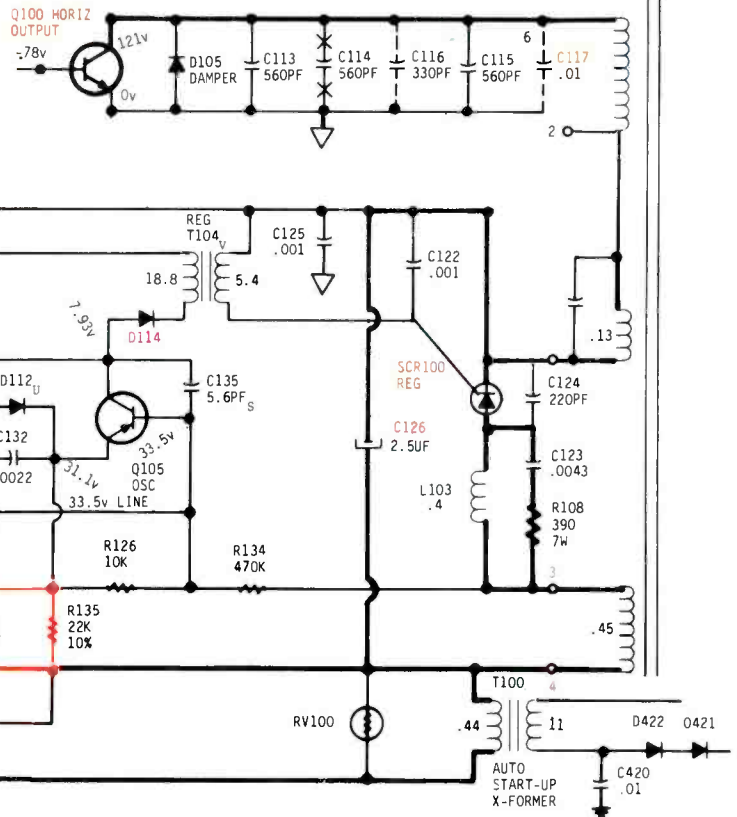 Q100 HORIZ
OUTPUT
-.78v
121v
0v
D105
DAMPER
C113
560PF
C114
560PF
C116
330PF
C115
560PF
C117
.01
6
2
REG
T104
V
18.8
5.4
C125
.001
C122
.001
.13
7.93v
D114
SCR100
REG
C124
220PF
D112
U
C135
5.6PF
S
C126
2.5UF
C132
0022
33.5v
31.1v
Q105
OSC
33.5v LINE
L103
.4
C123
.0043
R108
390
7W
R126
10K
R134
470K
3
R135
22K
10%
.45
4
T100
RV100
.44
11
D422
D421
AUTO
START-UP
X-FORMER
C420
.01